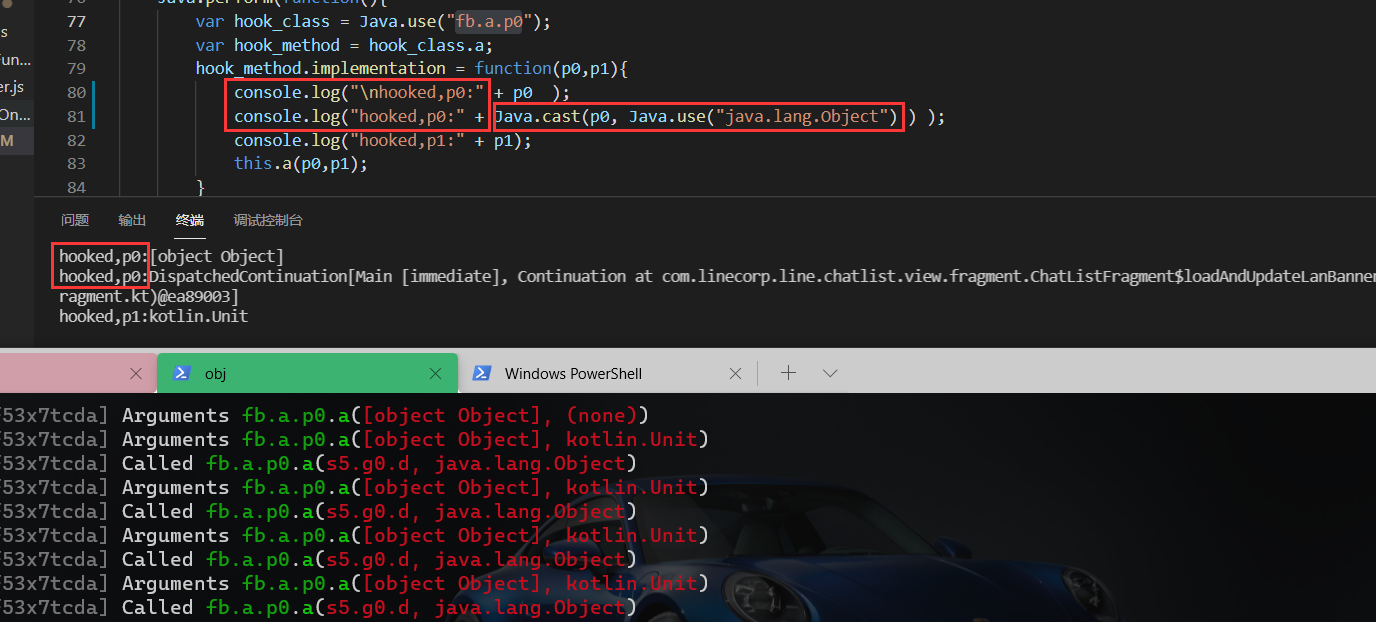 76 Java.perform(function(){
s 77 var hook_class = Java.use("fb.a.p0");
Fun... 78 var hook_method = hook_class.a;
79 hook_method.implementation = function(p0,p1){
er.js 80 console.log("\nhooked,p0:" + p0 );
On... 81 console.log("hooked,p0:" + Java.cast(p0, Java.use("java.lang.Object") ) );
M 82 console.log("hooked,p1:" + p1);
83 this.a(p0,p1);
84 }
问题 输出 终端 调试控制台
hooked,p0:[object Object]
hooked,p0:DispatchedContinuation[Main [immediate], Continuation at com.linecorp.line.chatlist.view.fragment.ChatListFragment$loadAndUpdateLanBanner
ragment.kt)@ea89003]
hooked,p1:kotlin.Unit
obj Windows PowerShell
53x7tcda] Arguments fb.a.p0.a([object Object], (none))
53x7tcda] Arguments fb.a.p0.a([object Object], kotlin.Unit)
53x7tcda] Called fb.a.p0.a(s5.g0.d, java.lang.Object)
53x7tcda] Arguments fb.a.p0.a([object Object], kotlin.Unit)
53x7tcda] Called fb.a.p0.a(s5.g0.d, java.lang.Object)
53x7tcda] Arguments fb.a.p0.a([object Object], kotlin.Unit)
53x7tcda] Called fb.a.p0.a(s5.g0.d, java.lang.Object)
53x7tcda] Arguments fb.a.p0.a([object Object], kotlin.Unit)
53x7tcda] Called fb.a.p0.a(s5.g0.d, java.lang.Object)